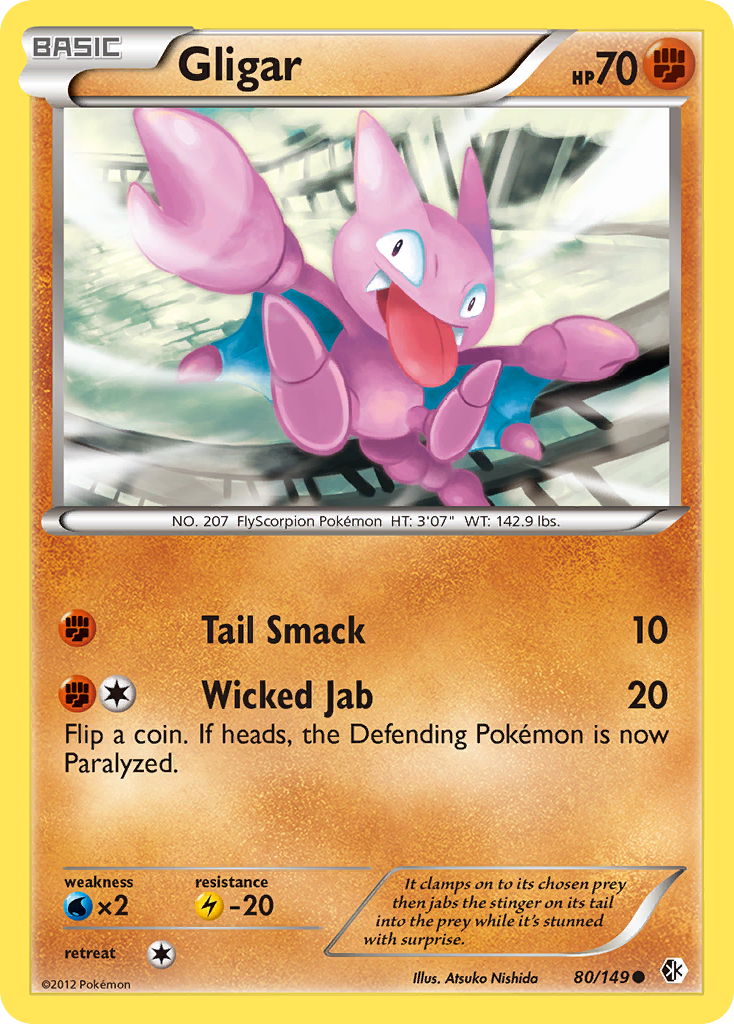 BASIC
Gligar
HP70
NO. 207 FlyScorpion Pokémon HT: 3'07" WT: 142.9 lbs.
Tail Smack 10
Wicked Jab 20
Flip a coin. If heads, the Defending Pokémon is now
Paralyzed.
weakness resistance
×2 -20
It clamps on to its chosen prey
then jabs the stinger on its tail
into the prey while it's stunned
with surprise.
retreat
©2012 Pokémon
Illus. Atsuko Nishida
80/149